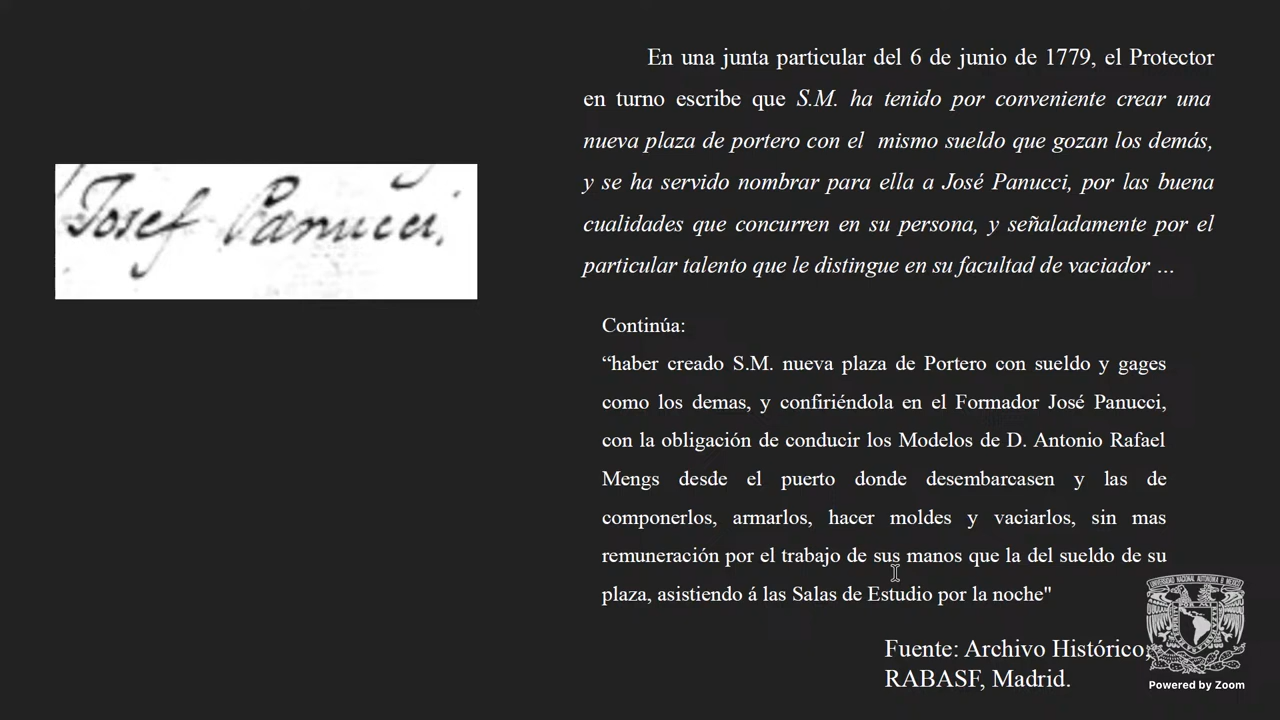 Josef Panucci,
En una junta particular del 6 de junio de 1779, el Protector
en turno escribe que S.M. ha tenido por conveniente crear una
nueva plaza de portero con el mismo sueldo que gozan los demás,
y se ha servido nombrar para ella a José Panucci, por las buena
cualidades que concurren en su persona, y señaladamente por el
particular talento que le distingue en su facultad de vaciador ...
Continúa:
“haber creado S.M. nueva plaza de Portero con sueldo y gages
como los demas, y confiriéndola en el Formador José Panucci,
con la obligación de conducir los Modelos de D. Antonio Rafael
Mengs desde el puerto donde desembarcasen y las de
componerlos, armarlos, hacer moldes y vaciarlos, sin mas
remuneración por el trabajo de sus manos que la del sueldo de su
plaza, asistiendo á las Salas de Estudio por la noche"
Fuente: Archivo Histórico,
RABASF, Madrid.
Powered by Zoom